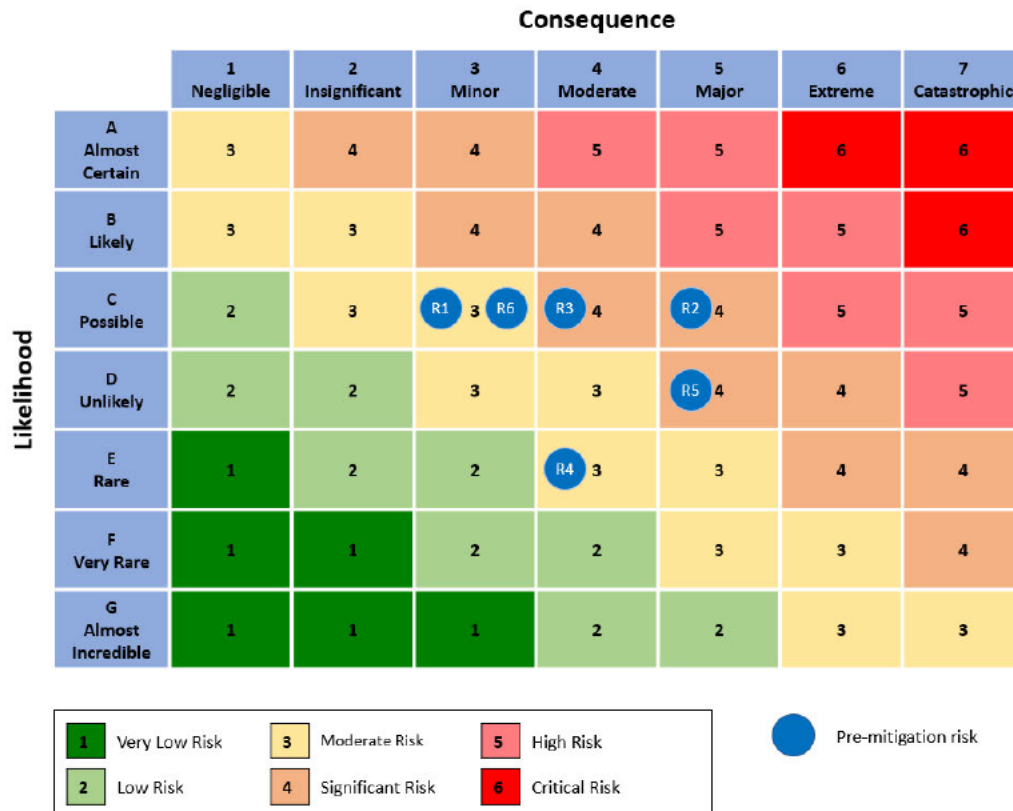 Consequence
1 2 3 4 5 6 7
Negligible Insignificant Minor Moderate Major Extreme Catastrophic
Likelihood
A
Almost
Certain
3 4 4 5 5 6 6
B
Likely
3 3 4 4 5 5 6
C
Possible
2 3 R1 3 R6 R3 4 R2 4 5 5
D
Unlikely
2 2 3 3 R5 4 4 5
E
Rare
1 2 2 R4 3 3 4 4
F
Very Rare
1 1 2 2 3 3 4
G
Almost
Incredible
1 1 1 2 2 3 3
1 Very Low Risk 3 Moderate Risk 5 High Risk Pre-mitigation risk
2 Low Risk 4 Significant Risk 6 Critical Risk